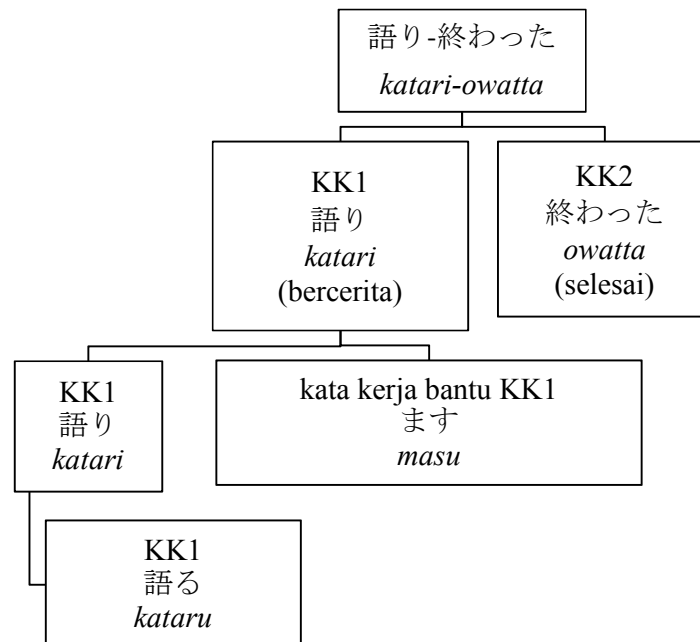 語り-終わった
katari-owatta
KK1
語り
katari
(bercerita)
KK2
終わった
owatta
(selesai)
KK1
語り
katari
kata kerja bantu KK1
ます
masu
KK1
語る
kataru